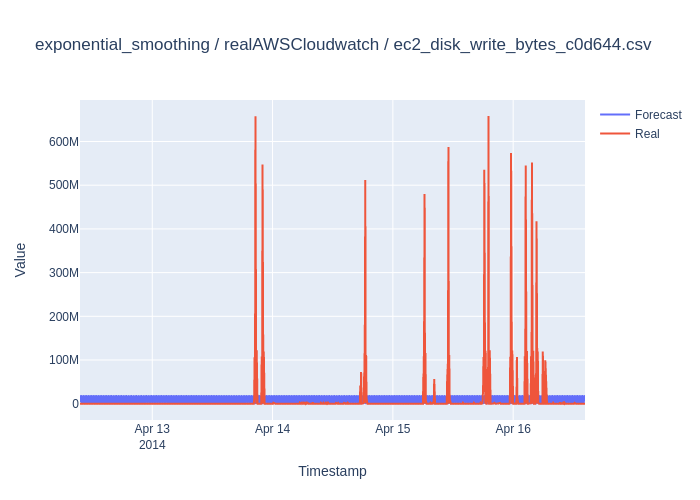 exponential_smoothing / realAWSCloudwatch / ec2_disk_write_bytes_c0d644.csv
Forecast
Real
600M
500M
400M
300M
200M
100M
0
Value
Apr 13
2014
Apr 14
Apr 15
Apr 16
Timestamp